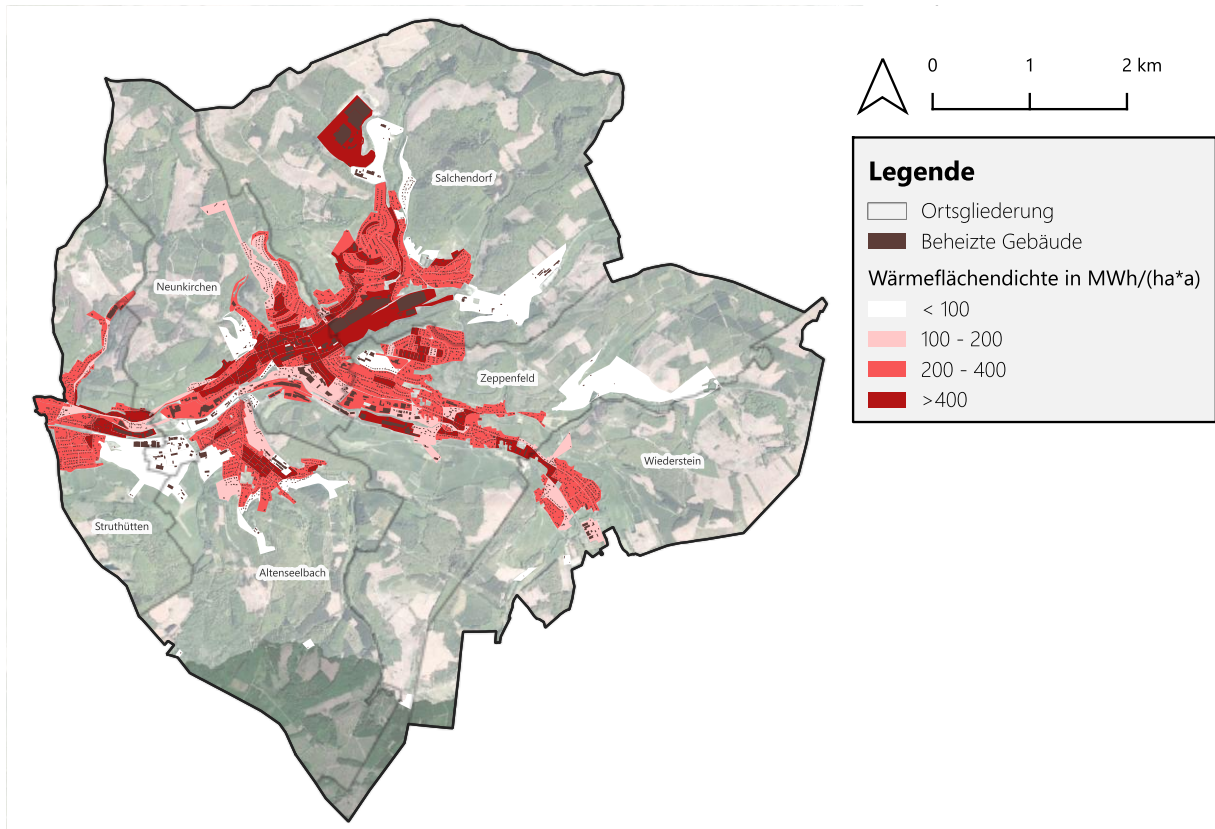 0 1 2 km
Legende
Ortsgliederung
Beheizte Gebäude
Wärmeflächendichte in MWh/(ha*a)
< 100
100 - 200
200 - 400
>400
Salchendorf
Neunkirchen
Zeppenfeld
Wiederstein
Struthütten
Altenseelbach